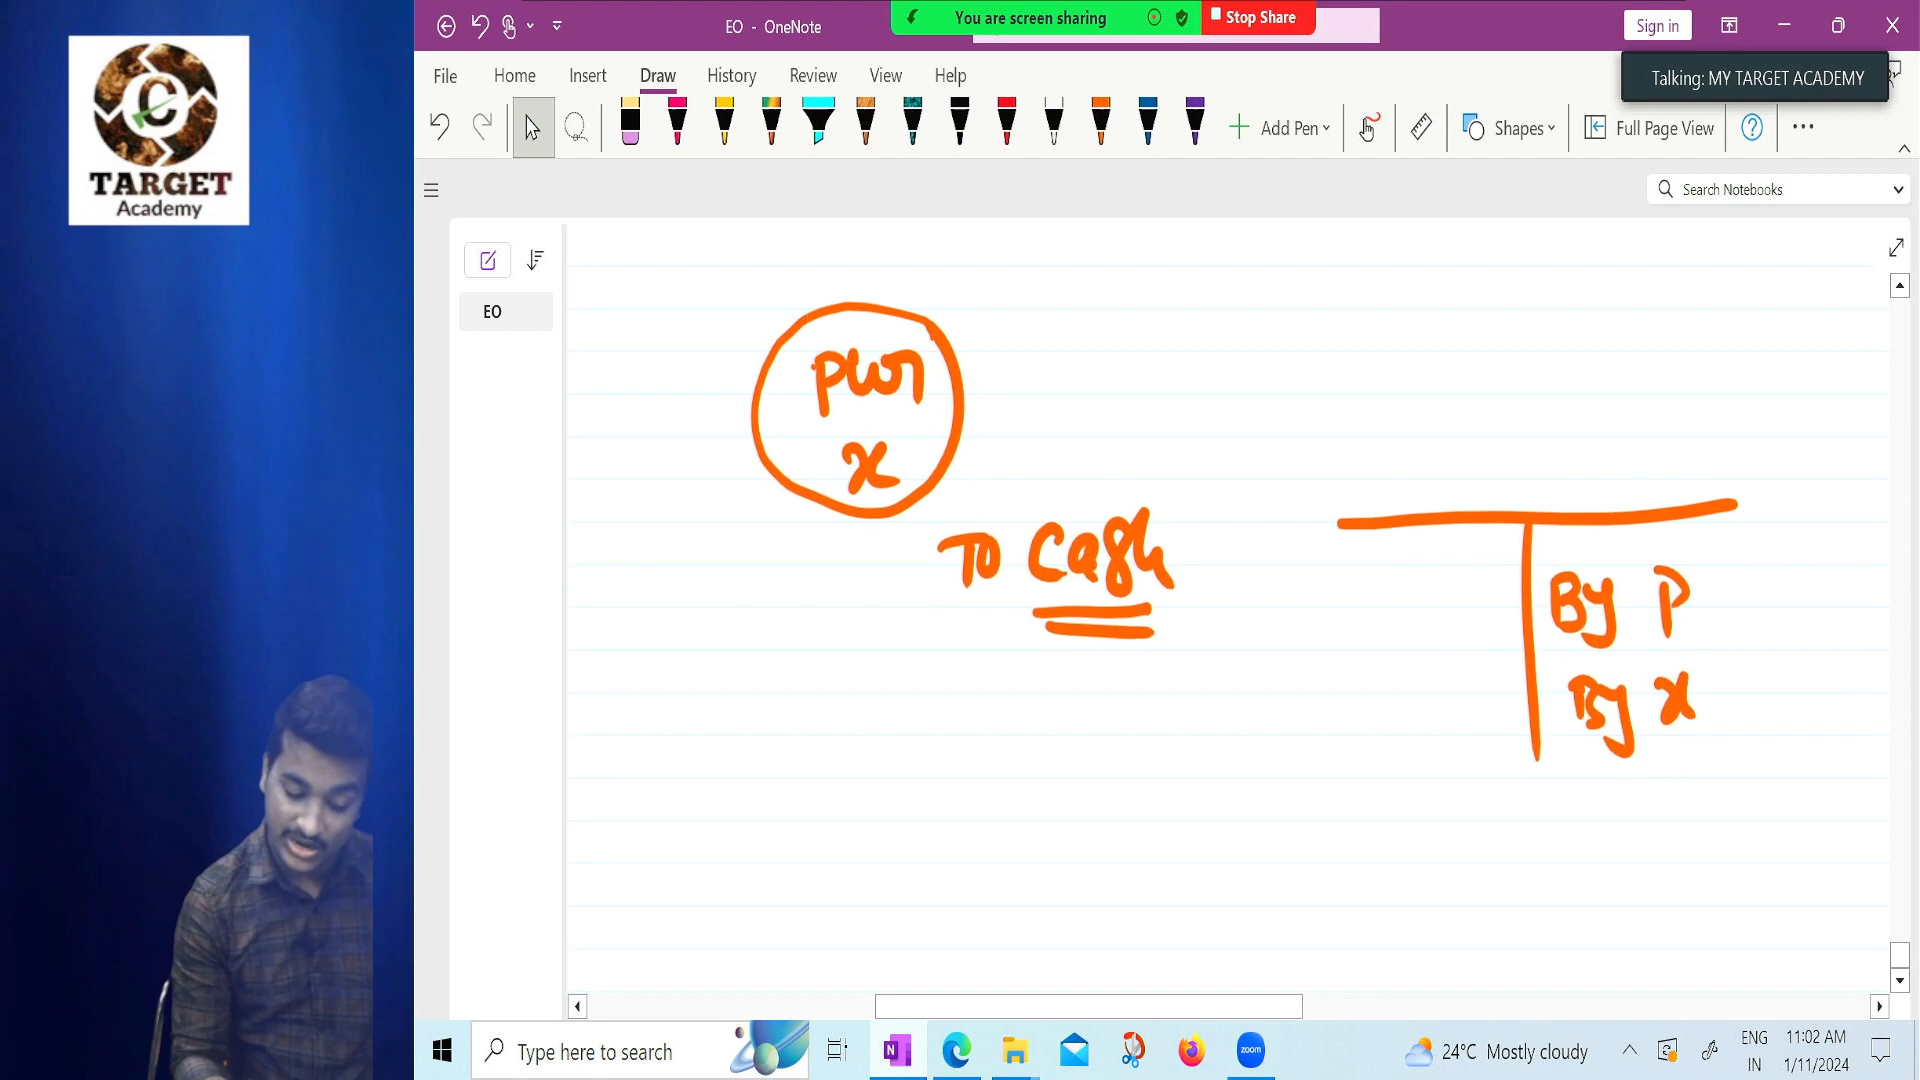 TARGET
Academy
EO - OneNote
You are screen sharing
Stop Share
Sign in
File
Home
Insert
Draw
History
Review
View
Help
Talking: MY TARGET ACADEMY
Add Pen
Shapes
Full Page View
Search Notebooks
EO
x
To Cash
By P
By x
Type here to search
zoom
24°C Mostly cloudy
ENG
IN
11:02 AM
1/11/2024